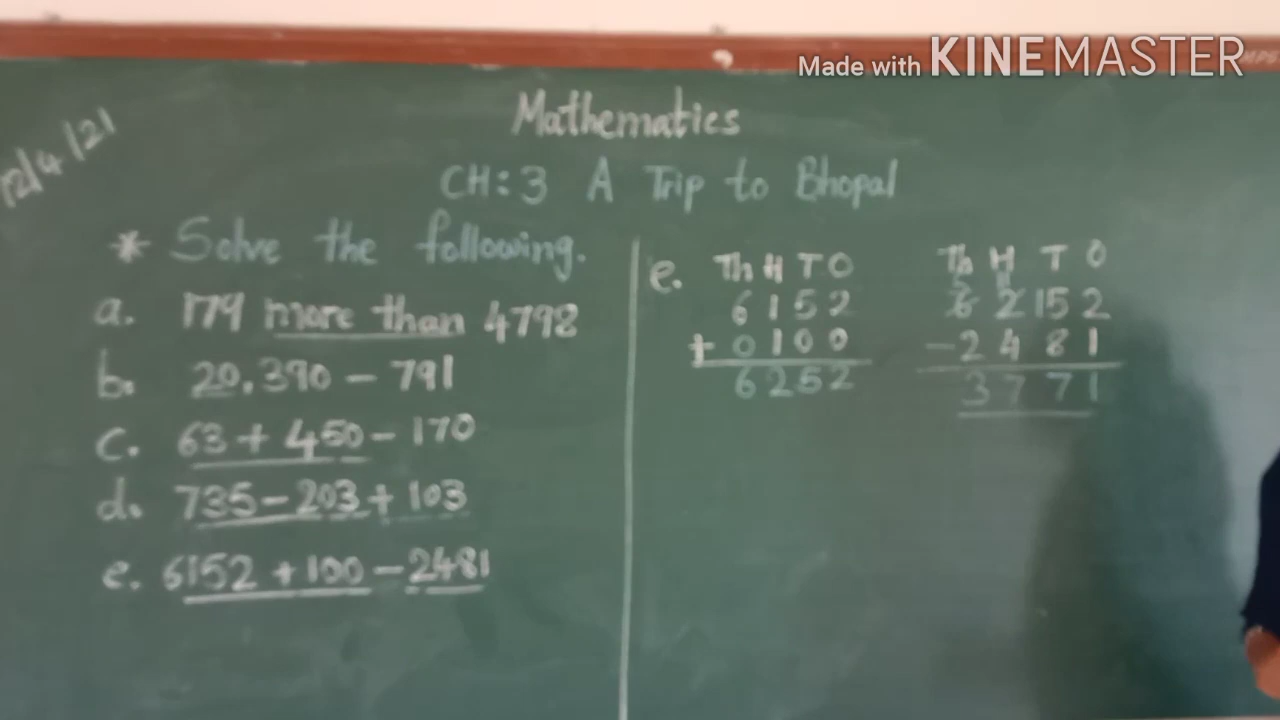 Made with KINEMASTER
Mathematics
12/4/21
CH: 3 A Trip to Bhopal
* Solve the following.
a. 179 more than 4798
b. 20,390 - 791
c. 63 + 450 - 170
d. 735 - 203 + 103
e. 6152 + 100 - 2481
e. Th H T O
6 1 5 2
+ 0 1 0 0
6 2 5 2
Th H T O
6 2 15 2
- 2 4 8 1
3 7 7 1